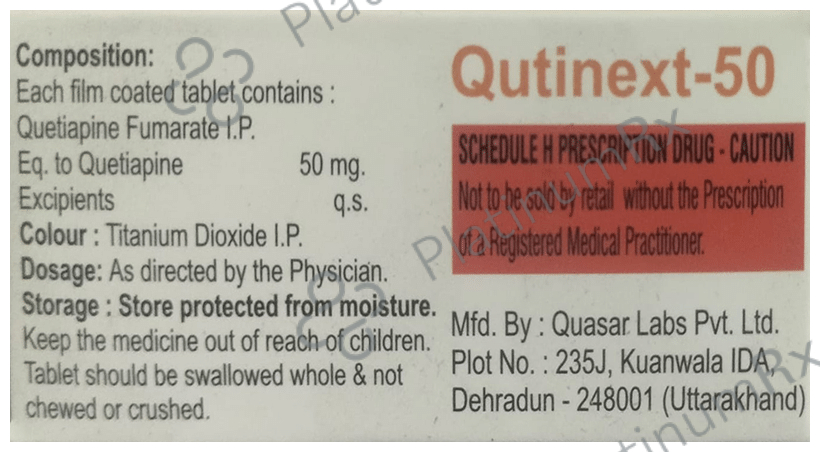 Composition:
Each film coated tablet contains :
Quetiapine Fumarate I.P.
Eq. to Quetiapine 50 mg.
Excipients q.s.
Colour : Titanium Dioxide I.P.
Dosage: As directed by the Physician.
Storage : Store protected from moisture.
Keep the medicine out of reach of children.
Tablet should be swallowed whole & not
chewed or crushed.
Qutinext-50
SCHEDULE H PRESCRIPTION DRUG - CAUTION
Not to be sold by retail without the Prescription
of a Registered Medical Practitioner.
Mfd. By : Quasar Labs Pvt. Ltd.
Plot No. : 235J, Kuanwala IDA,
Dehradun - 248001 (Uttarakhand)
PlatinumRx